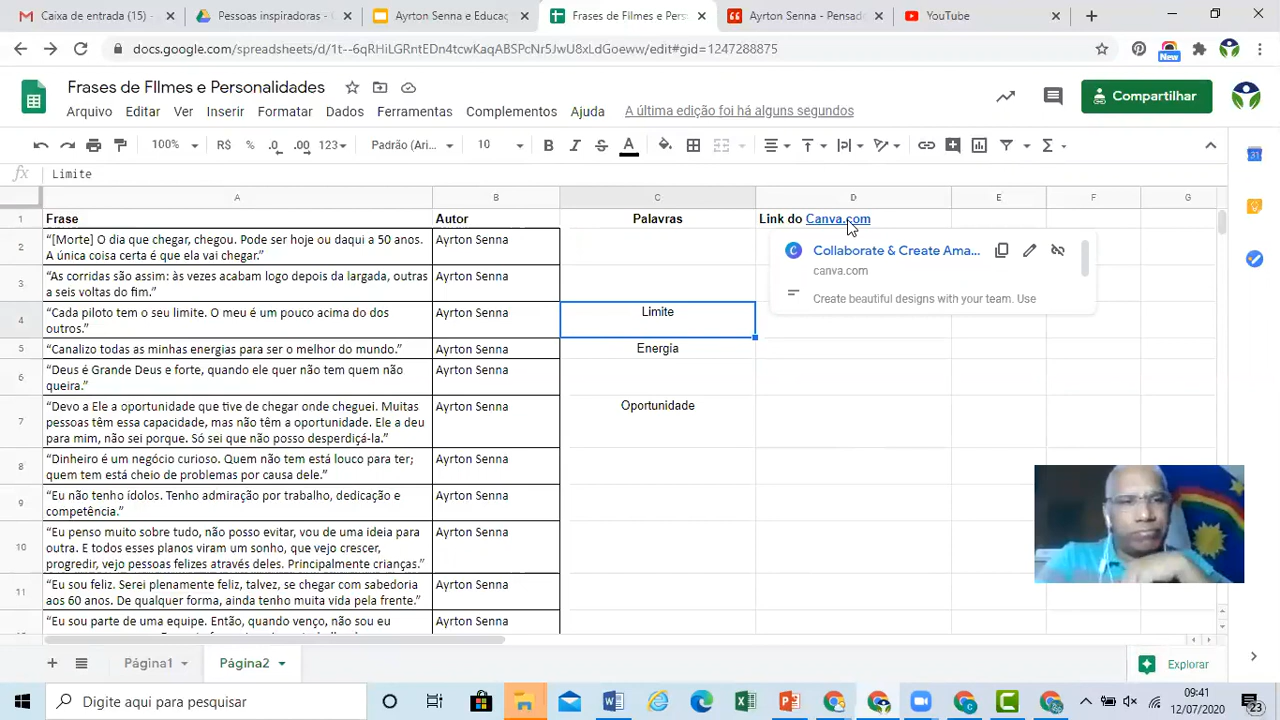 Caixa de entrada (15) -
Pessoas inspiradoras - G
Ayrton Senna e Educaç
Frases de FIlmes e Pers
Ayrton Senna - Pensad
YouTube
docs.google.com/spreadsheets/d/1t--6qRHiLGRntEDn4towKaqABSPcNr5JwU8xLdGoeww/edit#gid=1247288875
New
Frases de FIlmes e Personalidades
Arquivo Editar Ver Inserir Formatar Dados Ferramentas Complementos Ajuda A última edição foi há alguns segundos
Compartilhar
100% R$ % .0 .00 123 Padrão (Ari... 10 B I S A
31
fx Limite
A B C D E F G
1 Frase Autor Palavras Link do Canva.com
2 “[Morte] O dia que chegar, chegou. Pode ser hoje ou daqui a 50 anos. Ayrton Senna
A única coisa certa é que ela vai chegar.”
Collaborate & Create Ama...
canva.com
Create beautiful designs with your team. Use
3 “As corridas são assim: às vezes acabam logo depois da largada, outras Ayrton Senna
a seis voltas do fim.”
4 “Cada piloto tem o seu limite. O meu é um pouco acima do dos Ayrton Senna Limite
outros.”
5 “Canalizo todas as minhas energias para ser o melhor do mundo.” Ayrton Senna Energia
6 “Deus é Grande Deus e forte, quando ele quer não tem quem não Ayrton Senna
queira.”
7 “Devo a Ele a oportunidade que tive de chegar onde cheguei. Muitas Ayrton Senna Oportunidade
pessoas têm essa capacidade, mas não têm a oportunidade. Ele a deu
para mim, não sei porque. Só sei que não posso desperdiçá-la.”
8 “Dinheiro é um negócio curioso. Quem não tem está louco para ter; Ayrton Senna
quem tem está cheio de problemas por causa dele.”
9 “Eu não tenho ídolos. Tenho admiração por trabalho, dedicação e Ayrton Senna
competência.”
10 “Eu penso muito sobre tudo, não posso evitar, vou de uma ideia para Ayrton Senna
outra. E todos esses planos viram um sonho, que vejo crescer,
progredir, vejo pessoas felizes através deles. Principalmente crianças.”
11 “Eu sou feliz. Serei plenamente feliz, talvez, se chegar com sabedoria Ayrton Senna
aos 60 anos. De qualquer forma, ainda tenho muita vida pela frente.”
“Eu sou parte de uma equipe. Então, quando venço, não sou eu Ayrton Senna
Página1 Página2 Explorar
Digite aqui para pesquisar
09:41
12/07/2020
23